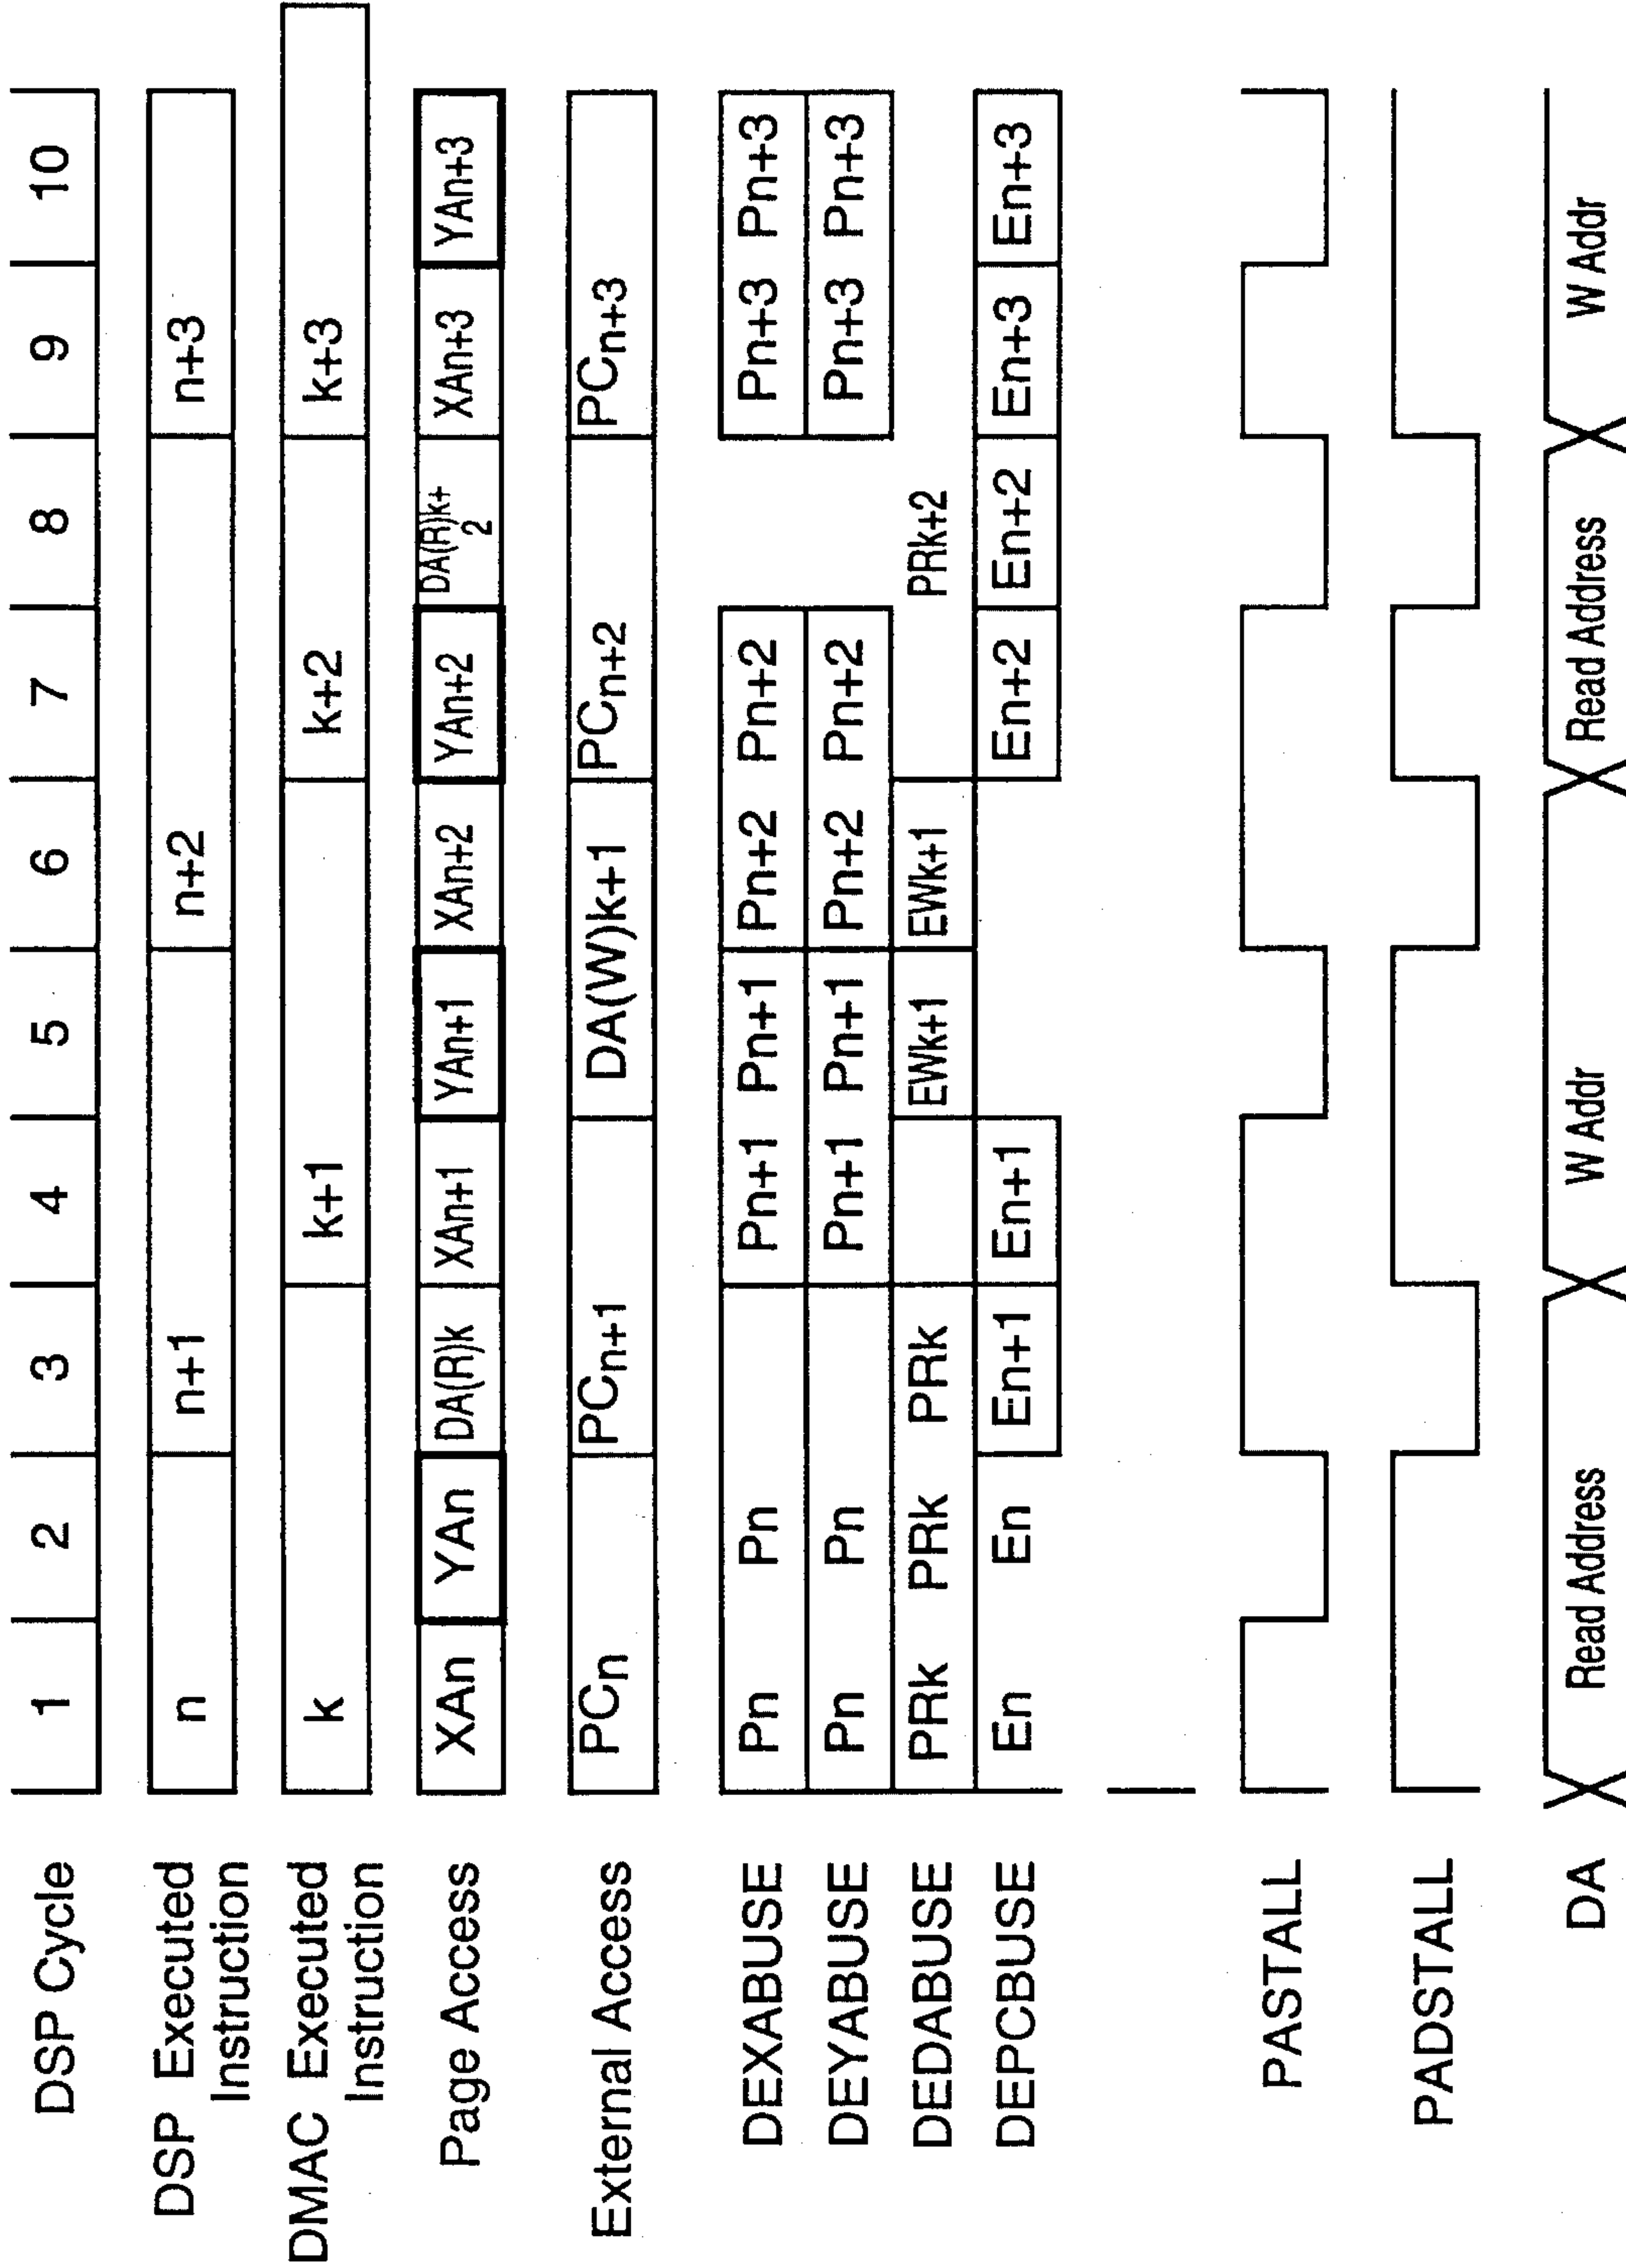 DSP Cycle 1 2 3 4 5 6 7 8 9 10
DSP Executed Instruction n n+1 n+2 n+3
DMAC Executed Instruction k k+1 k+2 k+3
Page Access XAn YAn DA(R)k XAn+1 YAn+1 XAn+2 YAn+2 DA(R)k+2 XAn+3 YAn+3
External Access PCn PCn+1 DA(W)k+1 PCn+2 PCn+3
DEXABUSE Pn Pn Pn+1 Pn+1 Pn+2 Pn+2 Pn+3 Pn+3
DEYABUSE Pn Pn Pn+1 Pn+1 Pn+2 Pn+2 Pn+3 Pn+3
DEDABUSE PRk PRk PRk EWk+1 EWk+1 PRk+2
DEPCBUSE En En En+1 En+1 En+2 En+2 En+3 En+3
PASTALL
PADSTALL
DA Read Address W Addr Read Address W Addr